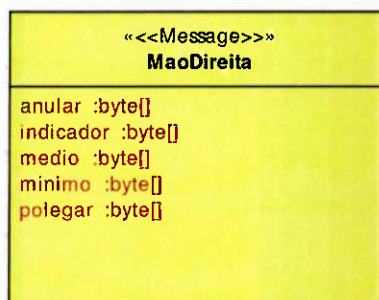 «<<Message>>»
MaoDireita
anular :byte[]
indicador :byte[]
medio :byte[]
minimo :byte[]
polegar :byte[]